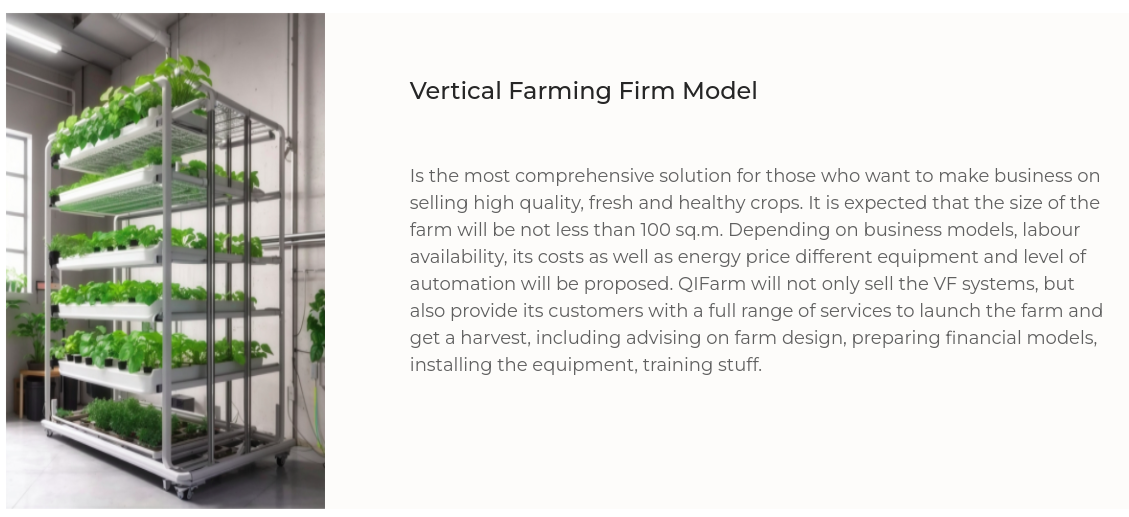 Vertical Farming Firm Model
Is the most comprehensive solution for those who want to make business on
selling high quality, fresh and healthy crops. It is expected that the size of the
farm will be not less than 100 sq.m. Depending on business models, labour
availability, its costs as well as energy price different equipment and level of
automation will be proposed. QIFarm will not only sell the VF systems, but
also provide its customers with a full range of services to launch the farm and
get a harvest, including advising on farm design, preparing financial models,
installing the equipment, training stuff.